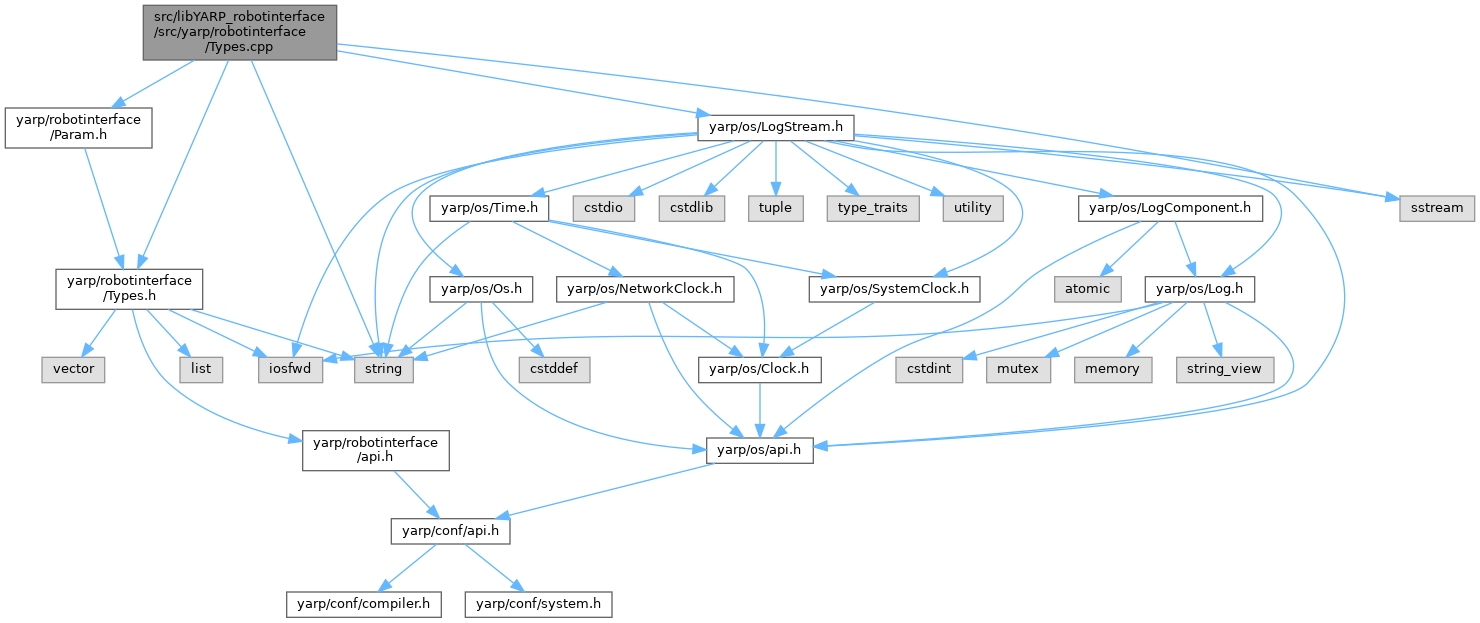 src/libYARP_robotinterface
/src/yarp/robotinterface
/Types.cpp
yarp/robotinterface
/Param.h
yarp/os/LogStream.h
yarp/os/Time.h
cstdio
cstdlib
tuple
type_traits
utility
yarp/os/LogComponent.h
sstream
yarp/robotinterface
/Types.h
yarp/os/Os.h
yarp/os/NetworkClock.h
yarp/os/SystemClock.h
atomic
yarp/os/Log.h
vector
list
iosfwd
string
cstddef
yarp/os/Clock.h
cstdint
mutex
memory
string_view
yarp/robotinterface
/api.h
yarp/os/api.h
yarp/conf/api.h
yarp/conf/compiler.h
yarp/conf/system.h